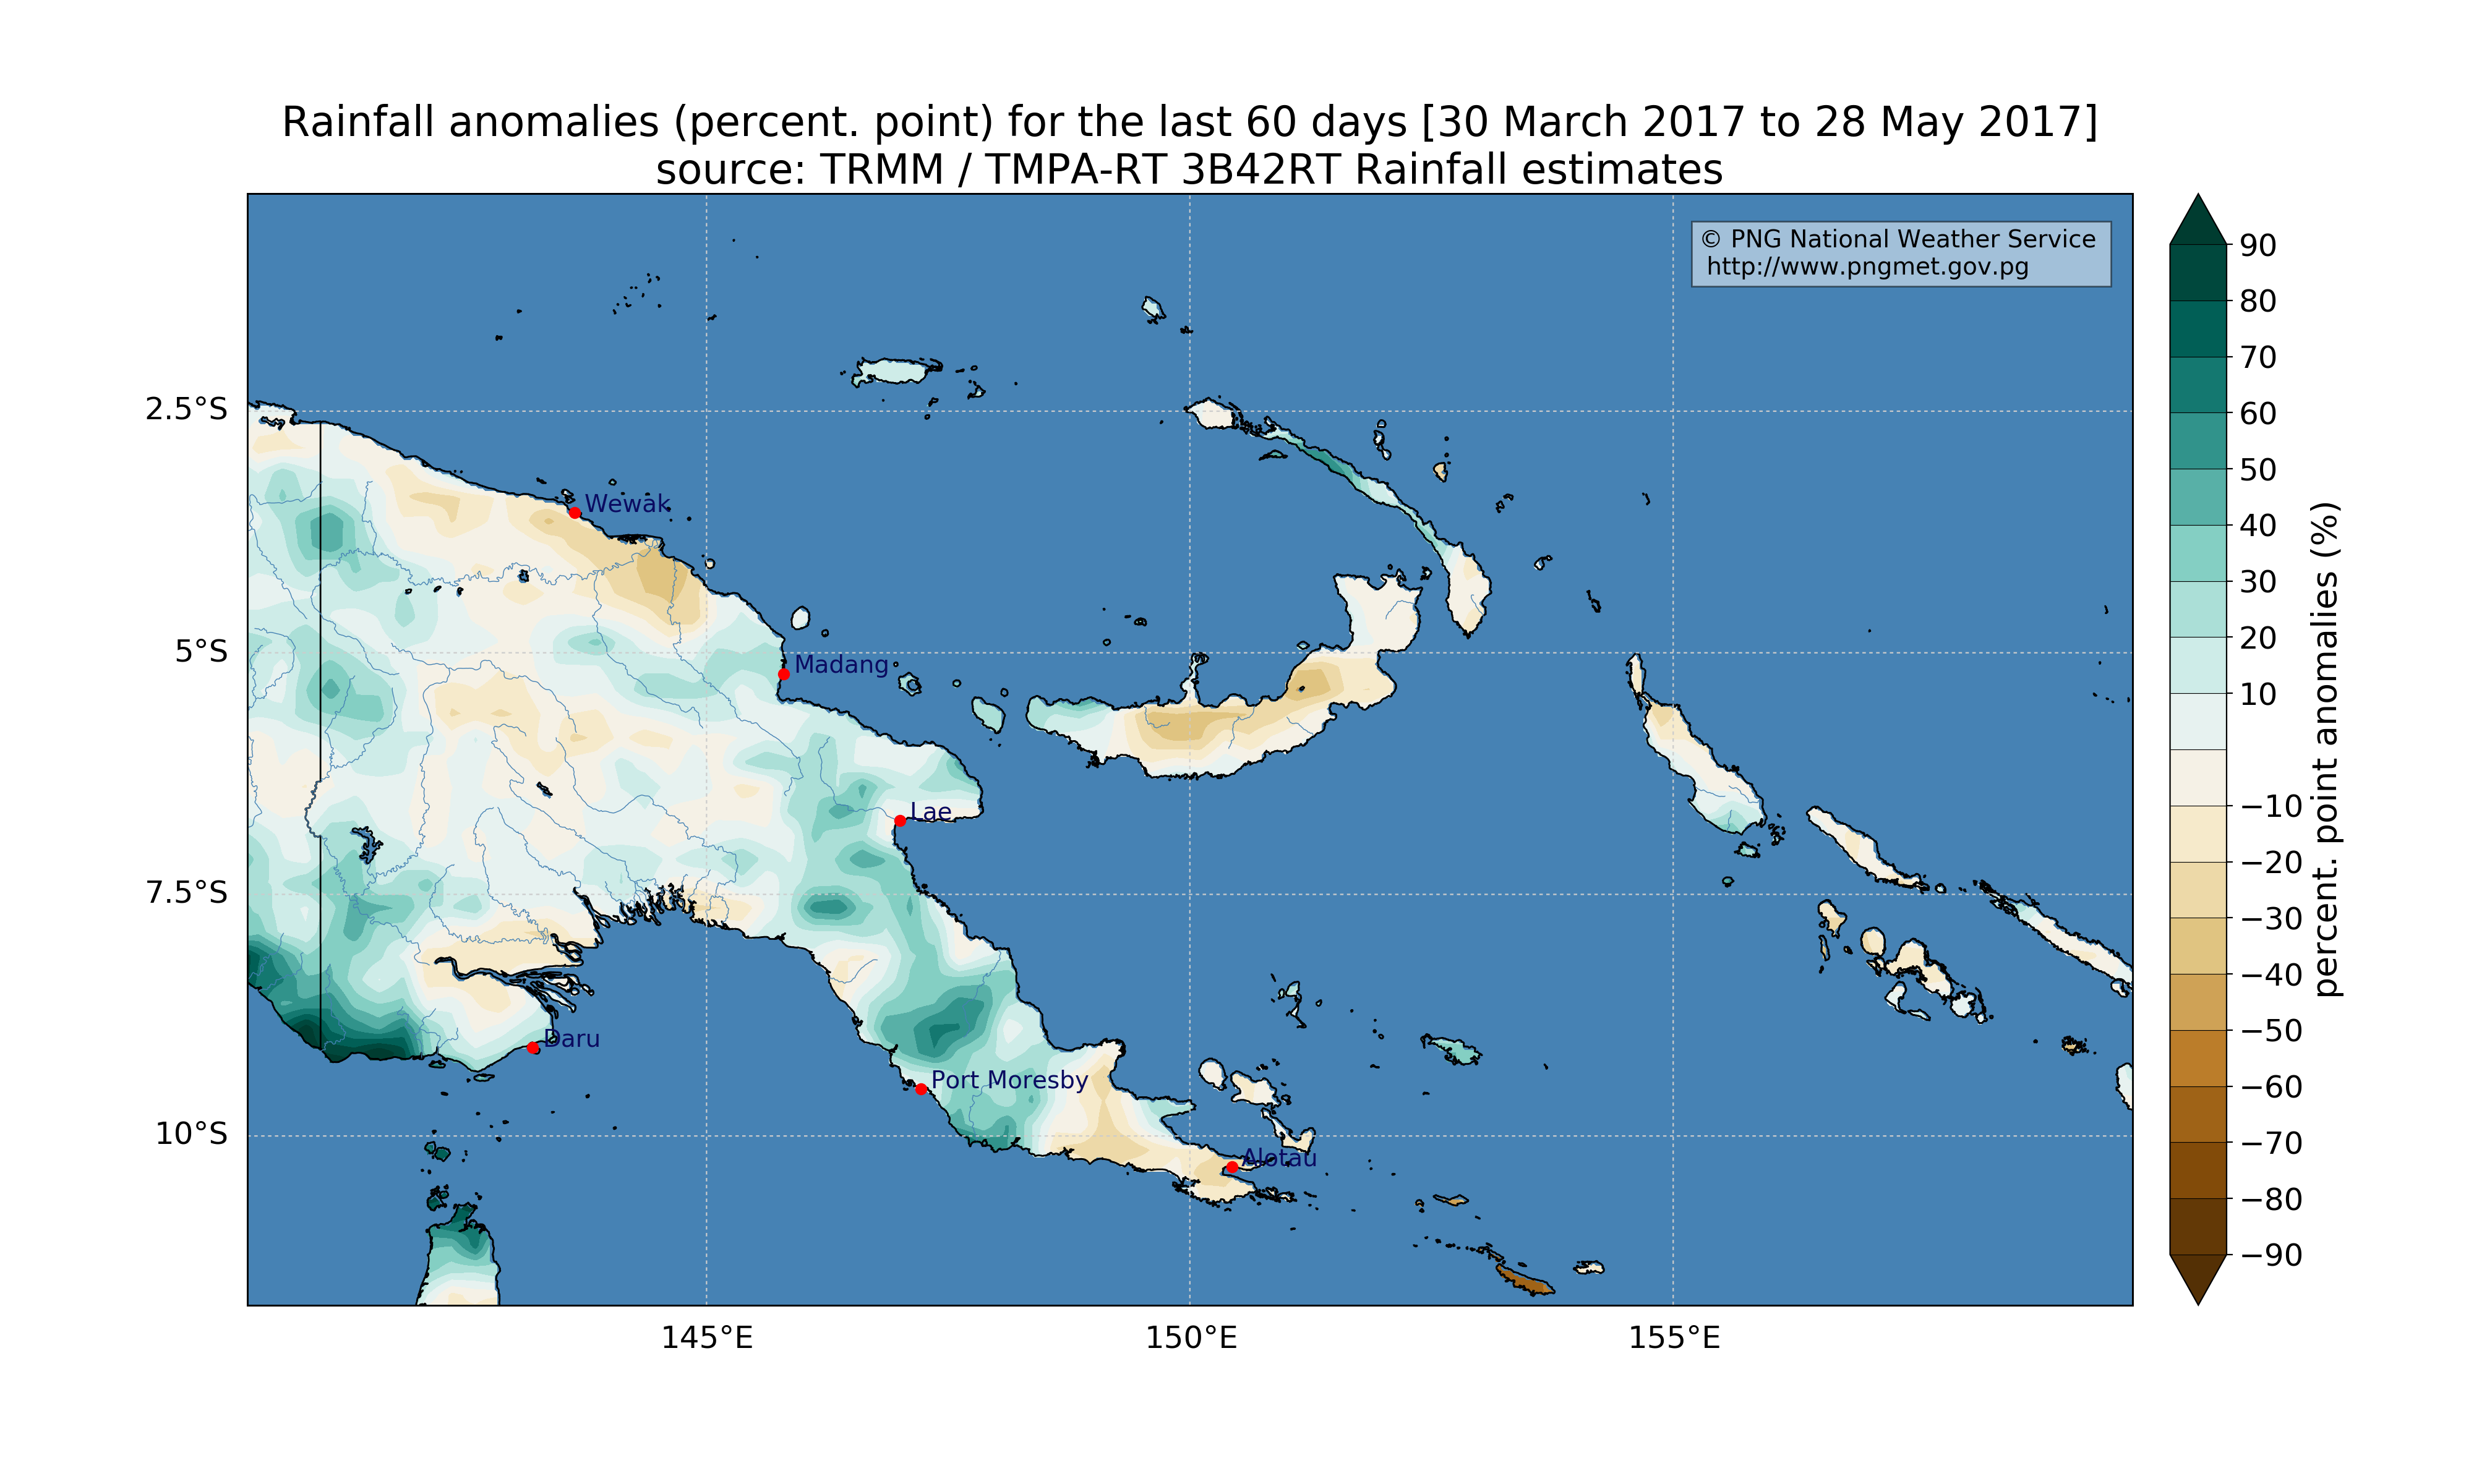 Rainfall anomalies (percent. point) for the last 60 days [30 March 2017 to 28 May 2017]
source: TRMM / TMPA-RT 3B42RT Rainfall estimates
© PNG National Weather Service
http://www.pngmet.gov.pg
2.5°S
5°S
7.5°S
10°S
Wewak
Madang
Lae
Daru
Port Moresby
Alotau
145°E
150°E
155°E
90
80
70
60
50
40
30
20
10
−10
−20
−30
−40
−50
−60
−70
−80
−90
percent. point anomalies (%)